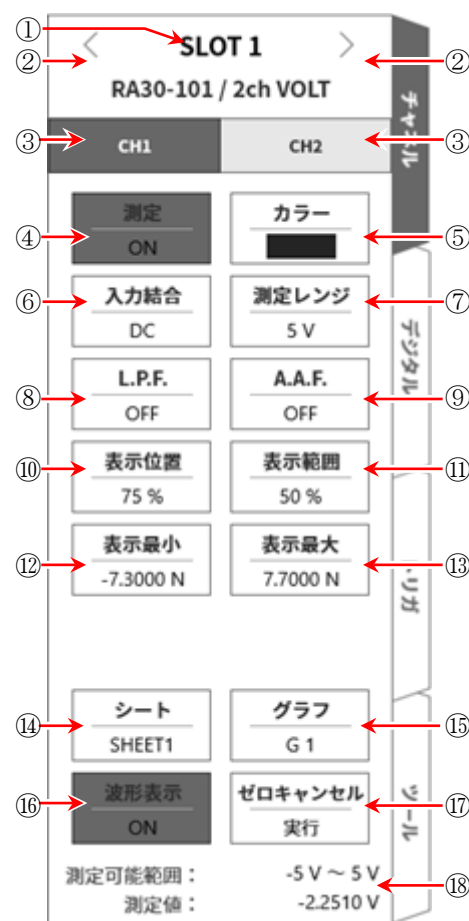 ①
② < SLOT 1 > ②
RA30-101 / 2ch VOLT
③ CH1 CH2 ③
チャネル
④ 測定 カラー ⑤
ON
⑥ 入力結合 測定レンジ ⑦
DC 5 V
デジタル
⑧ L.P.F. A.A.F. ⑨
OFF OFF
⑩ 表示位置 表示範囲 ⑪
75 % 50 %
⑫ 表示最小 表示最大 ⑬
-7.3000 N 7.7000 N
リガ
⑭ シート グラフ ⑮
SHEET1 G 1
⑯ 波形表示 ゼロキャンセル ⑰
ON 実行
ツール
測定可能範囲： -5 V ～ 5 V ⑱
測定値： -2.2510 V